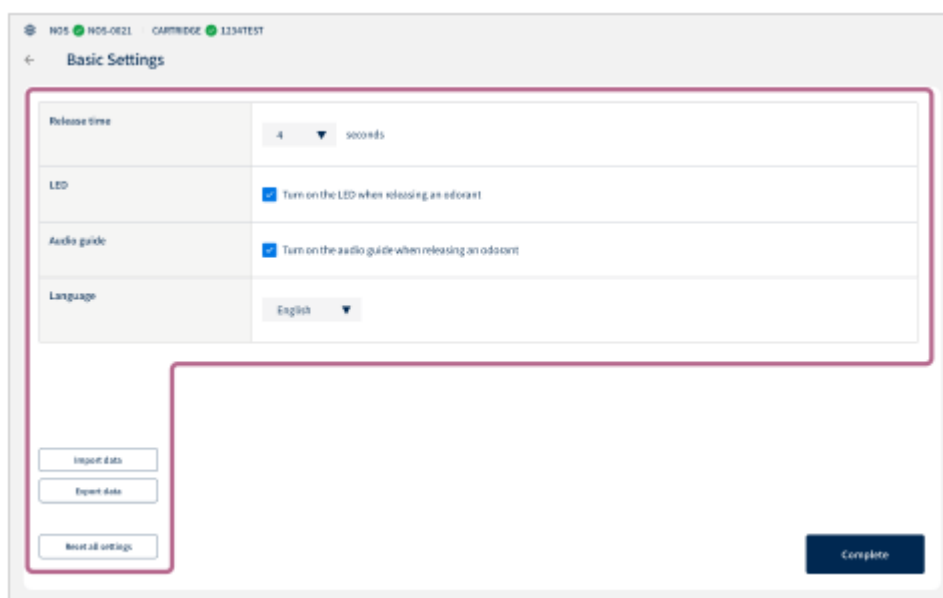 NOS NOS-0021 CARTRIDGE 1234TEST
Basic Settings
Release time
4 seconds
LED
Turn on the LED when releasing an odorant
Audio guide
Turn on the audio guide when releasing an odorant
Language
English
Import data
Export data
Reset all settings
Complete